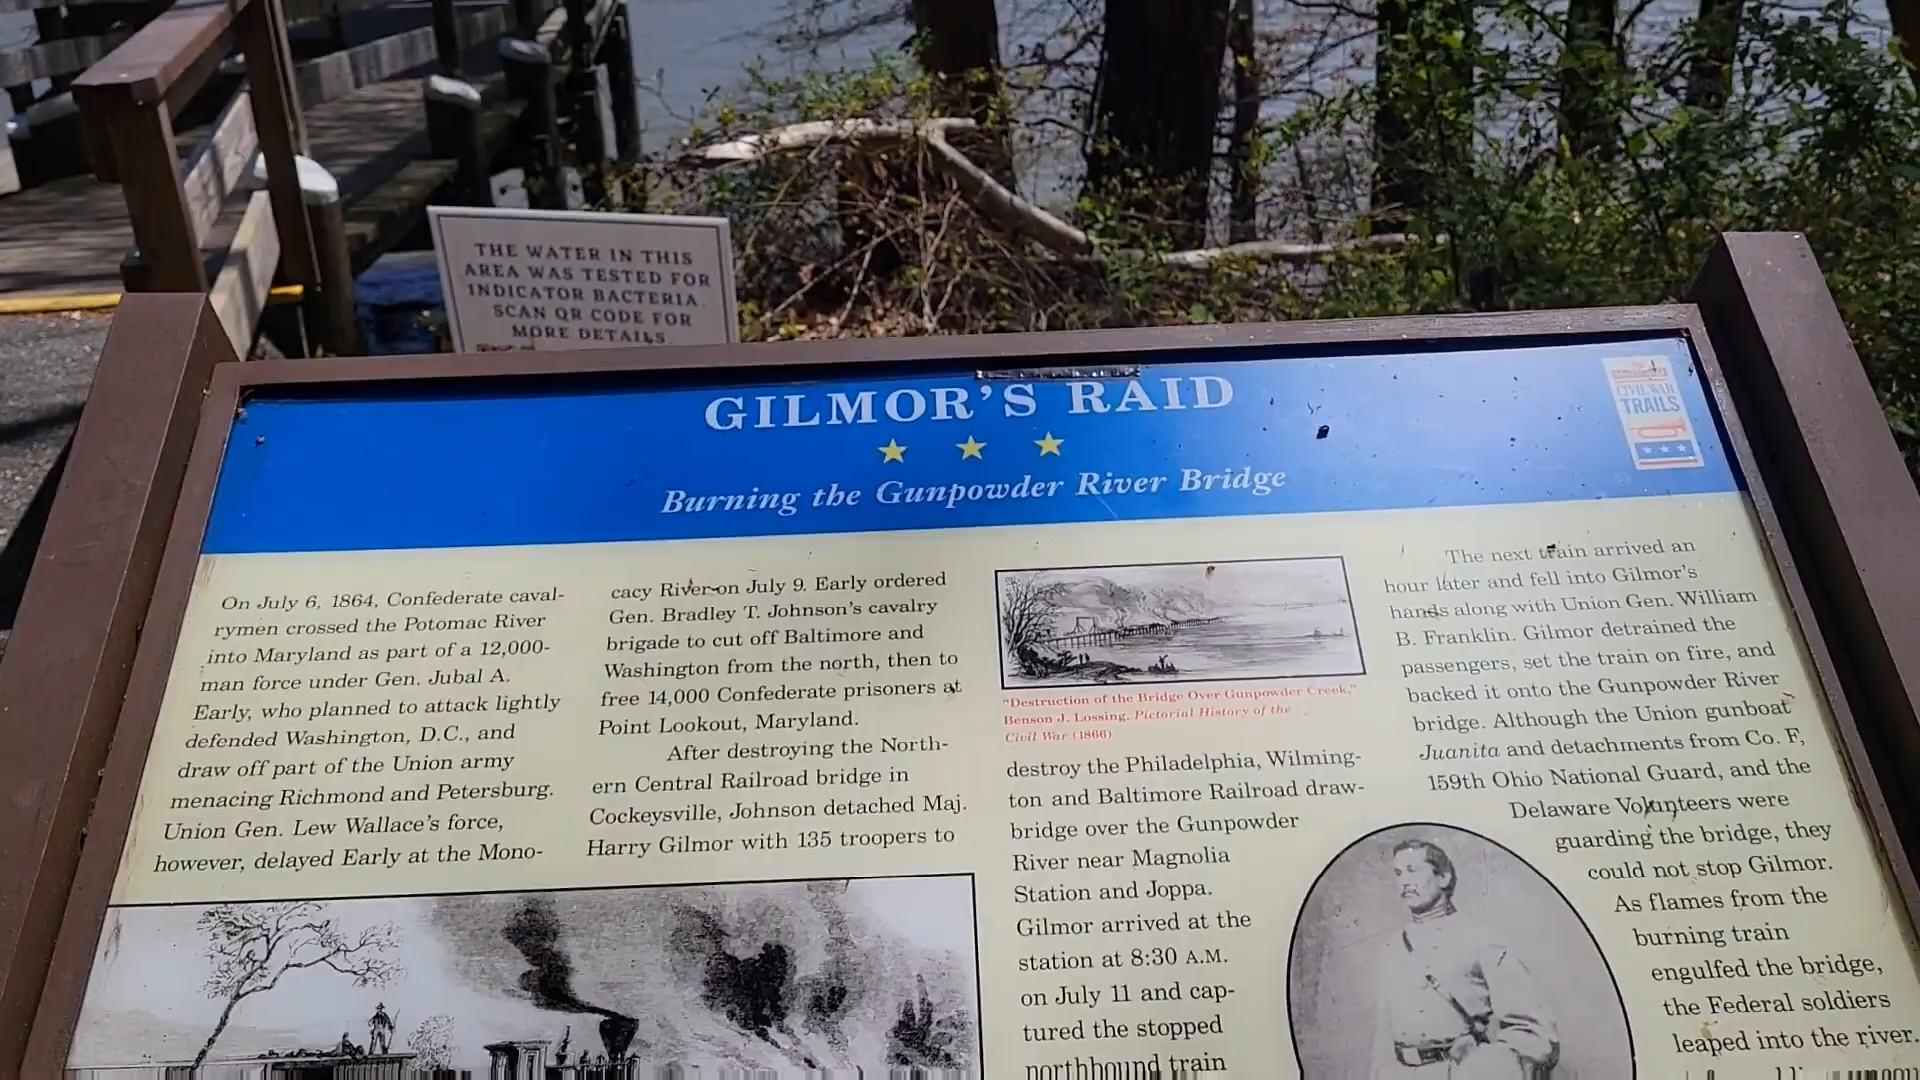 THE WATER IN THIS
AREA WAS TESTED FOR
INDICATOR BACTERIA.
SCAN QR CODE FOR
MORE DETAILS.
GILMOR'S RAID
Burning the Gunpowder River Bridge
CIVIL WAR
TRAILS
On July 6, 1864, Confederate caval-
rymen crossed the Potomac River
into Maryland as part of a 12,000-
man force under Gen. Jubal A.
Early, who planned to attack lightly
defended Washington, D.C., and
draw off part of the Union army
menacing Richmond and Petersburg.
Union Gen. Lew Wallace's force,
however, delayed Early at the Mono-
cacy River on July 9. Early ordered
Gen. Bradley T. Johnson's cavalry
brigade to cut off Baltimore and
Washington from the north, then to
free 14,000 Confederate prisoners at
Point Lookout, Maryland.
After destroying the North-
ern Central Railroad bridge in
Cockeysville, Johnson detached Maj.
Harry Gilmor with 135 troopers to
"Destruction of the Bridge Over Gunpowder Creek,"
Benson J. Lossing, Pictorial History of the
Civil War (1866)
destroy the Philadelphia, Wilming-
ton and Baltimore Railroad draw-
bridge over the Gunpowder
River near Magnolia
Station and Joppa.
Gilmor arrived at the
station at 8:30 A.M.
on July 11 and cap-
tured the stopped
northbound train
The next train arrived an
hour later and fell into Gilmor's
hands along with Union Gen. William
B. Franklin. Gilmor detrained the
passengers, set the train on fire, and
backed it onto the Gunpowder River
bridge. Although the Union gunboat
Juanita and detachments from Co. F,
159th Ohio National Guard, and the
Delaware Volunteers were
guarding the bridge, they
could not stop Gilmor.
As flames from the
burning train
engulfed the bridge,
the Federal soldiers
leaped into the river.